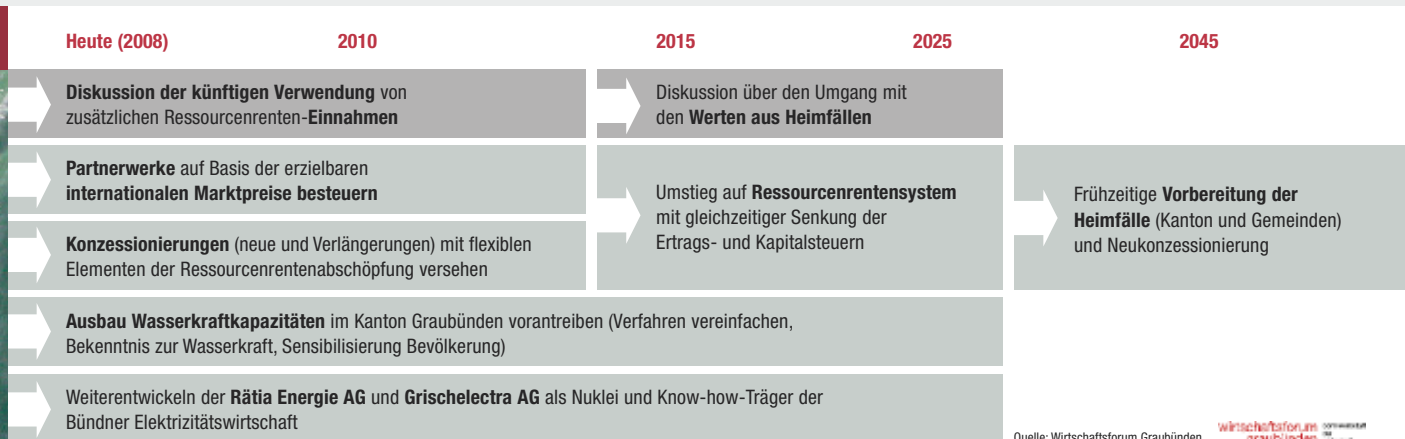 Heute (2008) 2010 2015 2025 2045
Diskussion der künftigen Verwendung von
zusätzlichen Ressourcenrenten-Einnahmen
Diskussion über den Umgang mit
den Werten aus Heimfällen
Partnerwerke auf Basis der erzielbaren
internationalen Marktpreise besteuern
Konzessionierungen (neue und Verlängerungen) mit flexiblen
Elementen der Ressourcenrentenabschöpfung versehen
Umstieg auf Ressourcenrentensystem
mit gleichzeitiger Senkung der
Ertrags- und Kapitalsteuern
Frühzeitige Vorbereitung der
Heimfälle (Kanton und Gemeinden)
und Neukonzessionierung
Ausbau Wasserkraftkapazitäten im Kanton Graubünden vorantreiben (Verfahren vereinfachen,
Bekenntnis zur Wasserkraft, Sensibilisierung Bevölkerung)
Weiterentwickeln der Rätia Energie AG und Grischelectra AG als Nuklei und Know-how-Träger der
Bündner Elektrizitätswirtschaft
Quelle: Wirtschaftsforum Graubünden
wirtschaftsforum
graubünden